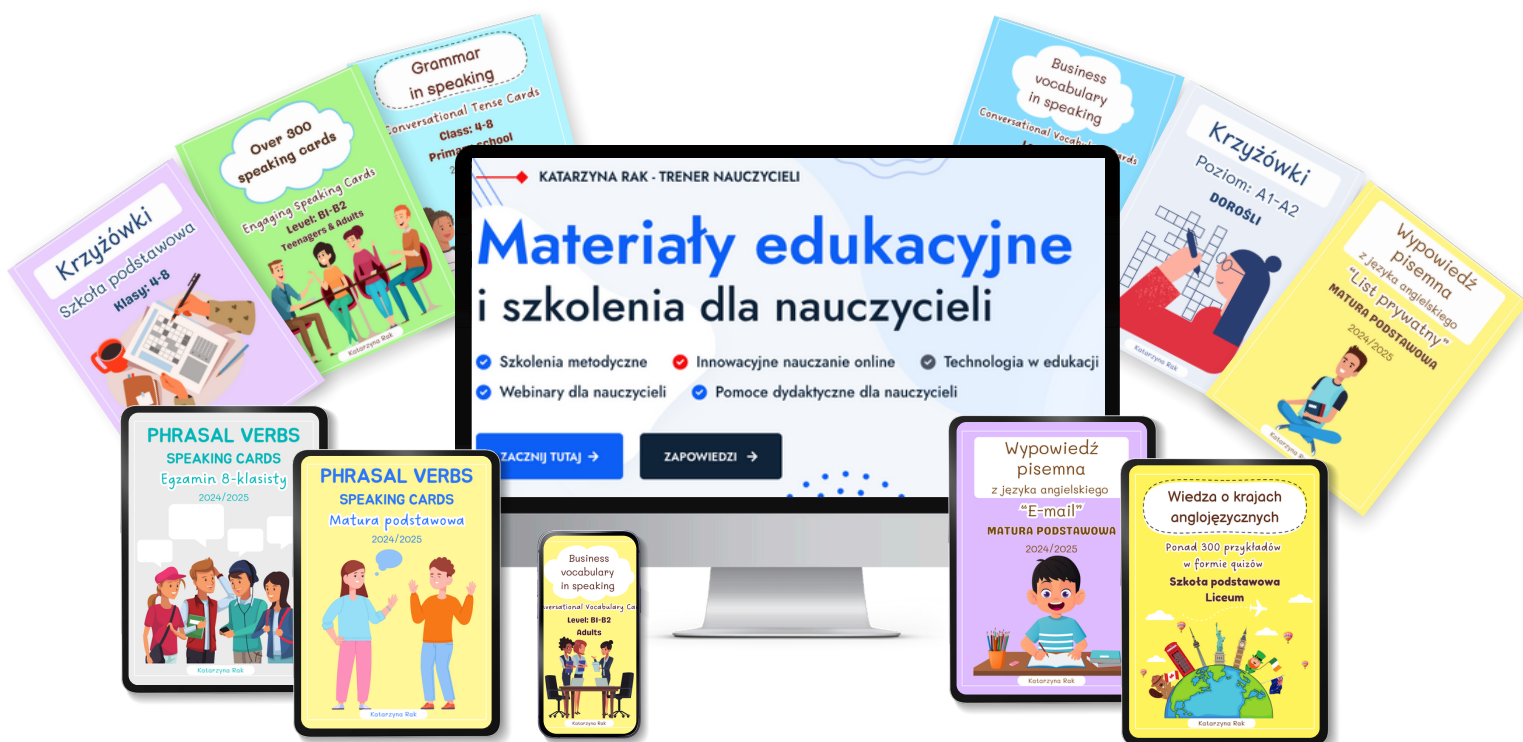 Krzyżówki
Szkoła podstawowa
Klasy: 4-8
Over 300
speaking cards
Engaging Speaking Cards
Level: B1-B2
Teenagers & Adults
Katarzyna Rak
Grammar
in speaking
Conversational Tense Cards
Class: 4-8
Primary School
KATARZYNA RAK - TRENER NAUCZYCIELI
Materiały edukacyjne
i szkolenia dla nauczycieli
Szkolenia metodyczne
Innowacyjne nauczanie online
Technologia w edukacji
Webinary dla nauczycieli
Pomoce dydaktyczne dla nauczycieli
ZACZNIJ TUTAJ →
ZAPOWIEDZI →
Business
vocabulary
in speaking
Conversational Vocabulary Cards
Krzyżówki
Poziom: A1-A2
DOROŚLI
Katarzyna Rak
Wypowiedź
pisemna
z języka angielskiego
“List prywatny”
MATURA PODSTAWOWA
2024/2025
Katarzyna Rak
PHRASAL VERBS
SPEAKING CARDS
Egzamin 8-klasisty
2024/2025
Katarzyna Rak
PHRASAL VERBS
SPEAKING CARDS
Matura podstawowa
2024/2025
Katarzyna Rak
Business
vocabulary
in speaking
Vocabulary
Level: B1-B2
Adults
Katarzyna Rak
Wypowiedź
pisemna
z języka angielskiego
“E-mail”
MATURA PODSTAWOWA
2024/2025
Katarzyna Rak
Wiedza o krajach
anglojęzycznych
Ponad 300 przykładów
w formie quizów
Szkoła podstawowa
Liceum
Katarzyna Rak